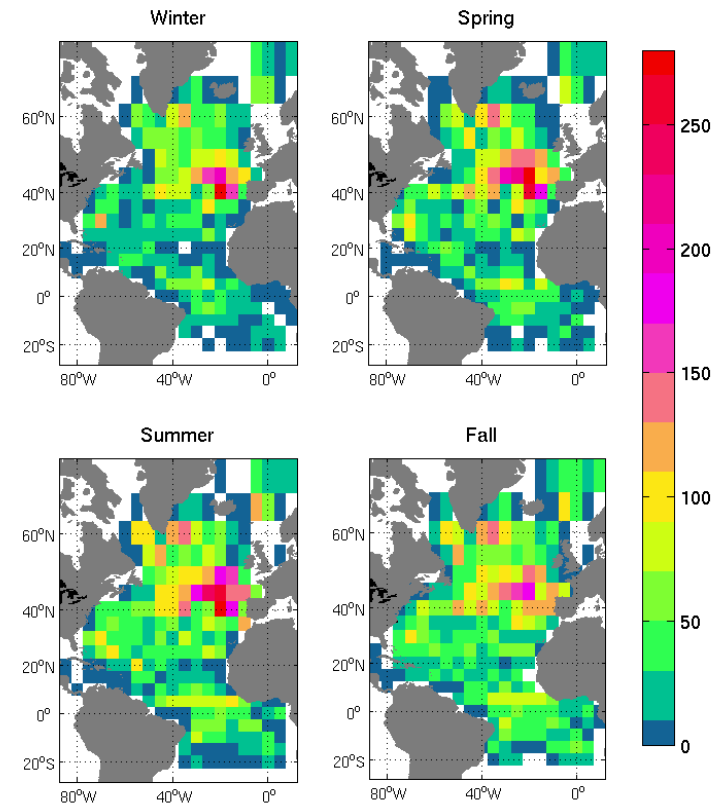 Winter Spring
60°N 60°N
40°N 40°N
20°N 20°N
0° 0°
20°S 20°S
80°W 40°W 0° 80°W 40°W 0°
Summer Fall
60°N 60°N
40°N 40°N
20°N 20°N
0° 0°
20°S 20°S
80°W 40°W 0° 80°W 40°W 0°
250
200
150
100
50
0